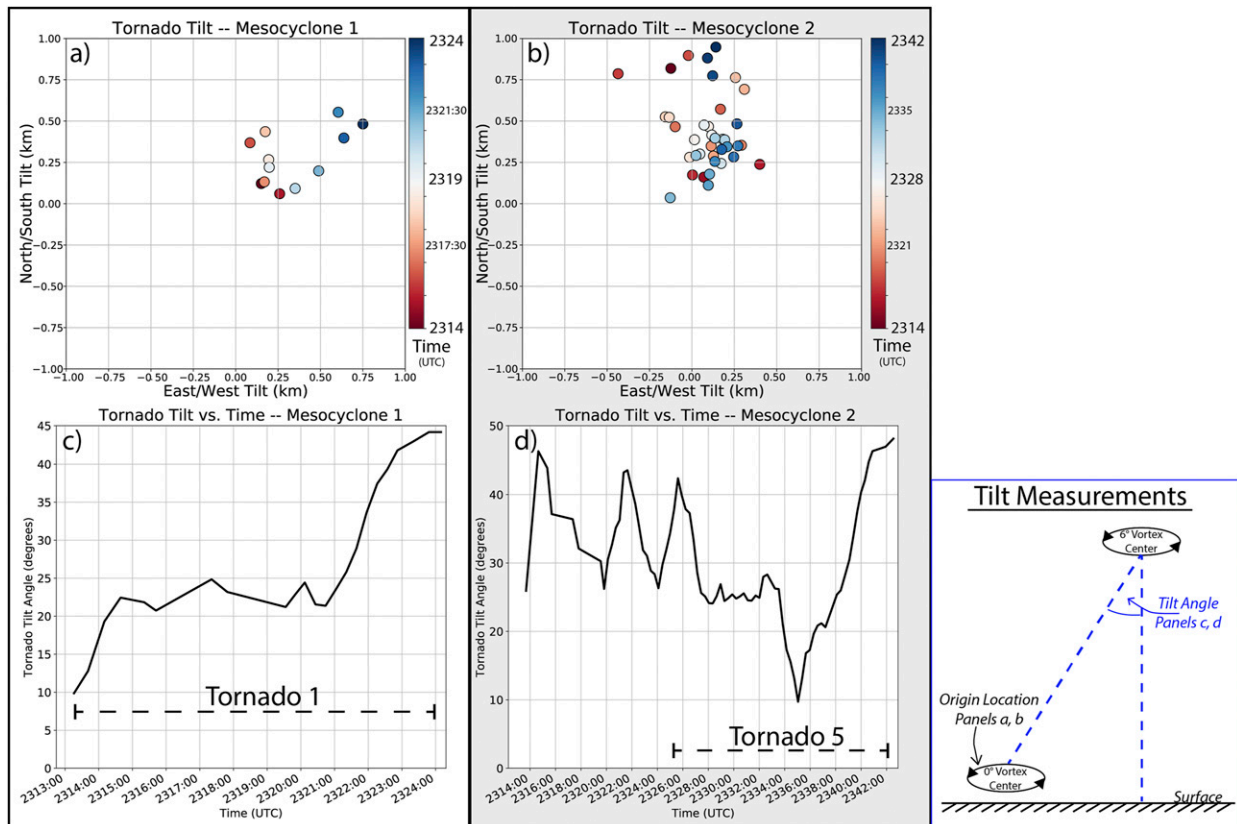 Tornado Tilt -- Mesocyclone 1
a)
1.00
0.75
0.50
0.25
0.00
−0.25
−0.50
−0.75
−1.00
North/South Tilt (km)
−1.00
−0.75
−0.50
−0.25
0.00
0.25
0.50
0.75
1.00
East/West Tilt (km)
2324
2321:30
2319
2317:30
2314
Time
(UTC)
Tornado Tilt -- Mesocyclone 2
b)
1.00
0.75
0.50
0.25
0.00
−0.25
−0.50
−0.75
−1.00
North/South Tilt (km)
−1.00
−0.75
−0.50
−0.25
0.00
0.25
0.50
0.75
1.00
East/West Tilt (km)
2342
2335
2328
2321
2314
Time
(UTC)
Tornado Tilt vs. Time -- Mesocyclone 1
c)
45
40
35
30
25
20
15
10
5
0
Tornado Tilt Angle (degrees)
Tornado 1
2313:00
2314:00
2315:00
2316:00
2317:00
2318:00
2319:00
2320:00
2321:00
2322:00
2323:00
2324:00
Time (UTC)
Tornado Tilt vs. Time -- Mesocyclone 2
d)
50
40
30
20
10
0
Tornado Tilt Angle (degrees)
Tornado 5
2314:00
2316:00
2318:00
2320:00
2322:00
2324:00
2326:00
2328:00
2330:00
2332:00
2334:00
2336:00
2338:00
2340:00
2342:00
Time (UTC)
Tilt Measurements
6° Vortex
Center
Tilt Angle
Panels c, d
Origin Location
Panels a, b
0° Vortex
Center
Surface